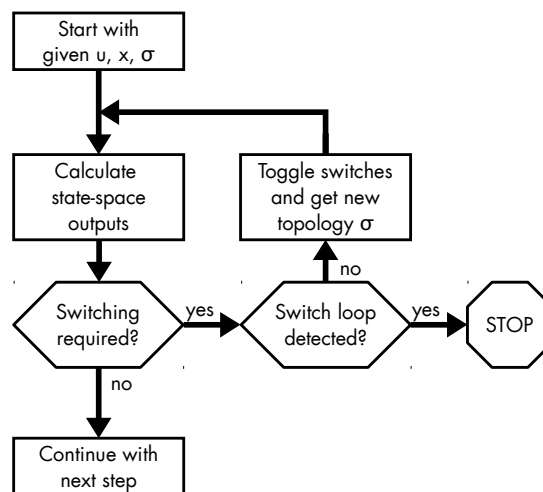 Start with
given u, x, σ
Calculate
state-space
outputs
Toggle switches
and get new
topology σ
no
Switching
required?
yes
Switch loop
detected?
yes
STOP
no
Continue with
next step